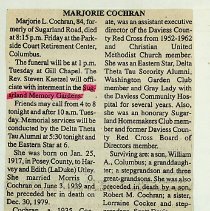 MARJORIE COCHRAN
Marjorie L. Cochran, 84, for-
merly of Sugarland Road, died
at 8:15 p.m. Friday at the Park-
side Court Retirement Center,
Columbus.
The funeral will be at 1 p.m.
Tuesday at Gill Chapel. The
Rev. Steven Kaetzel will offi-
ciate with interment in the Sug-
arland Memory Gardens.
Friends may call from 4 to 8
tonight and after 10 a.m. Tues-
day. Memorial services will be
conducted by the Delta Theta
Tau Alumni at 5:30 tonight and
the Eastern Star at 6.
She was born on Jan. 25,
1917, in Posey County, to Harvey
and Edith (LaDuke) Utley.
She married Morris
Cochran on June 3, 1939 and
he preceded her in death on
Dec. 30, 1979.
Cochran 1935
ate, was an assistant executive
director of the Daviess Coun-
ty Red Cross from 1952-1962
and Christian United
Methodist Church member.
She was an Eastern Star, Delta
Theta Tau Sorority Alumni,
Washington Garden Club
member and Gray Lady with
the Daviess Community Hos-
pital for several years. Also,
she was an honorary Sugar-
land Homemakers Club mem-
ber and former Daviess Coun-
ty Red Cross Board of
Directors member.
Surviving are a son, William
A., Columbus; a granddaugh-
ter; a stepgrandson and three
great-grandsons. She was also
preceded in death by a son,
Robert M. Cochran; a sister,
Lorraine Cocker and step-